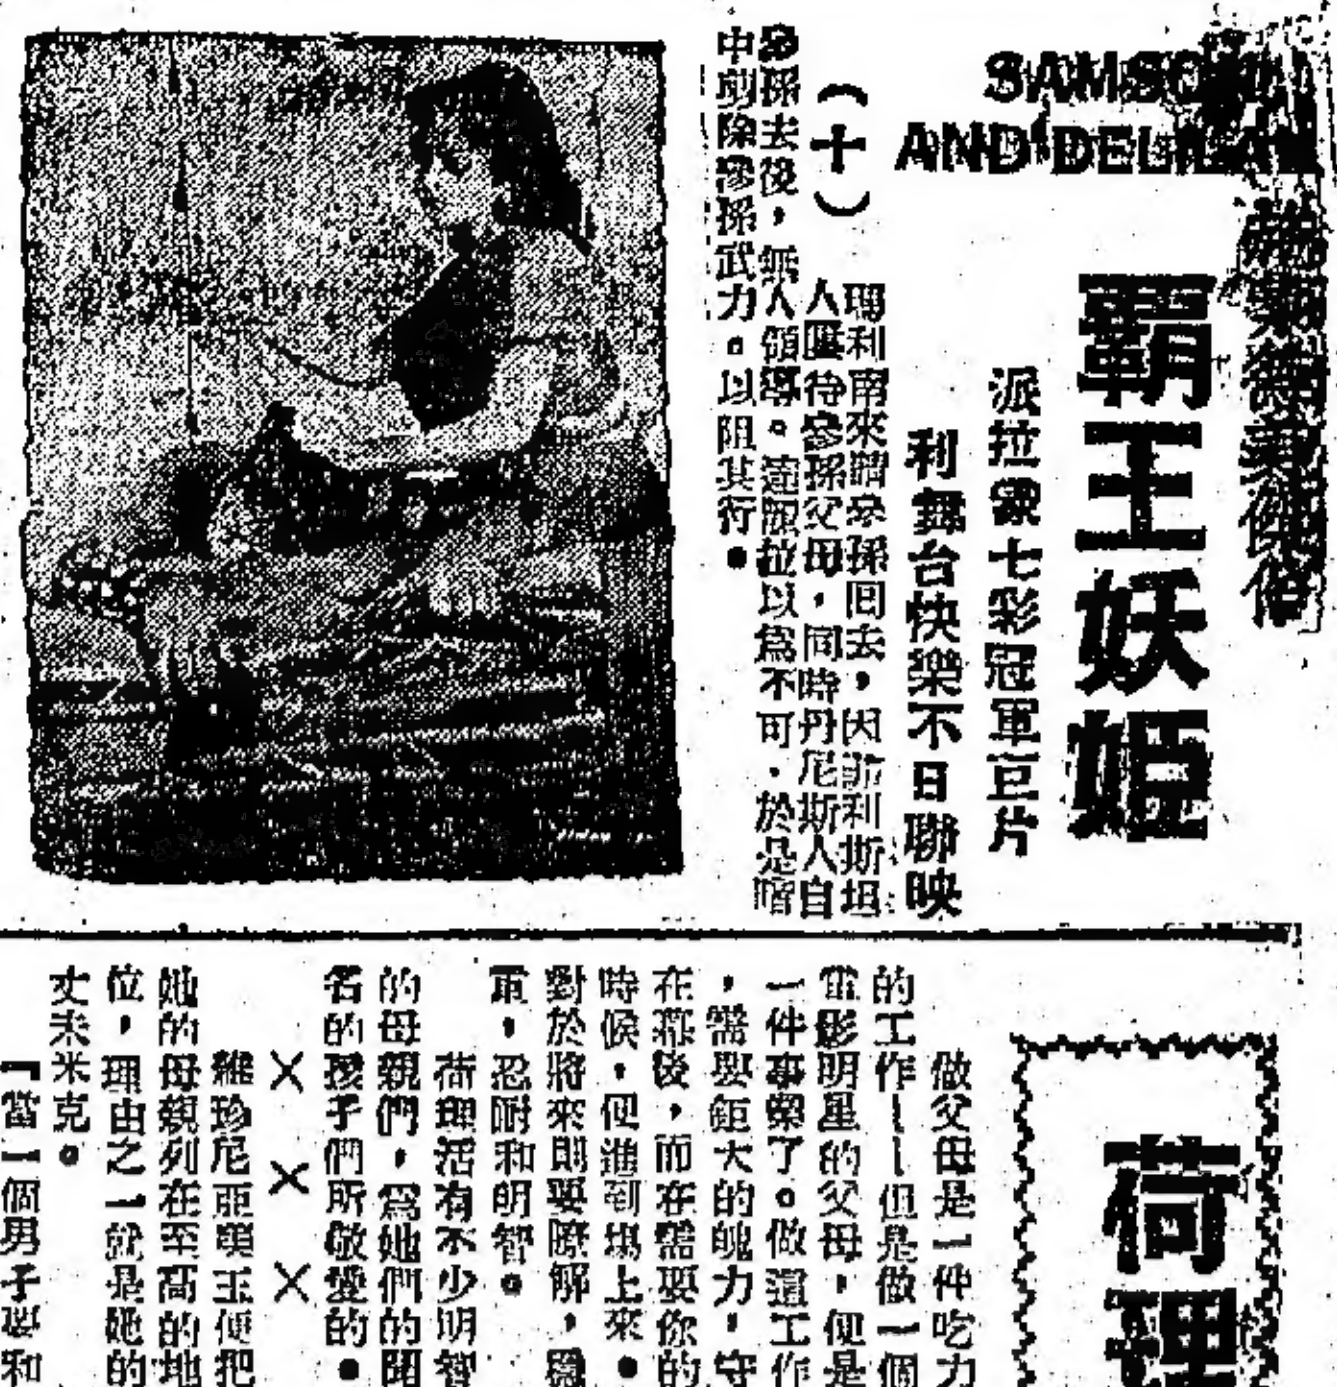 SAMSON
AND DELILAH
霸王妖姬
派拉蒙七彩冠軍巨片
利舞台快樂不日聯映
(十)
瑪利南來請參孫回去，因菲利斯坦
人虐待參孫父母，同時丹尼斯人自
參孫去後，無人領導。達麗拉以為不可，於是暗
中剷除參孫武力。以阻其行。
荷理
做父母是一件吃力
的工作——但是做一個
電影明星的父母，便是
一件事業了。做這工作
，需要鉅大的魄力，守
在幕後，而在需要你的
時候，便進到場上來。
對於將來則要瞭解，
重，忍耐和明智。
荷理活有不少明智
的母親們，為她們的聞
名的孩子們所敬愛的。
× × ×
維珍尼亞美王便把
她的母親列在至高的地
位，理由之一就是她的
丈夫米克。
『當一個男子要和